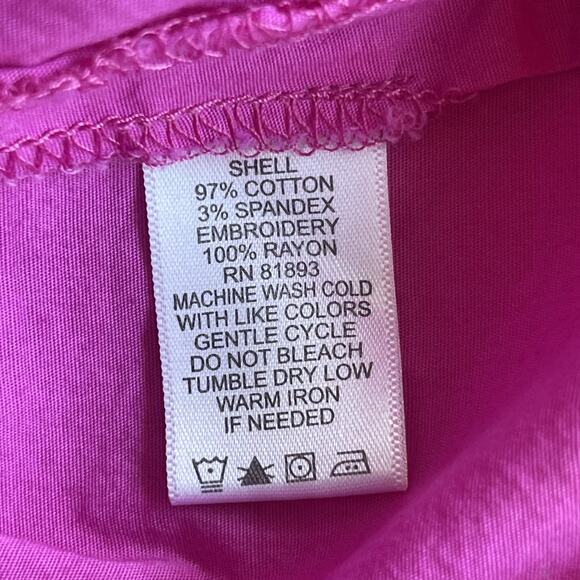 SHELL
97% COTTON
3% SPANDEX
EMBROIDERY
100% RAYON
RN 81893
MACHINE WASH COLD
WITH LIKE COLORS
GENTLE CYCLE
DO NOT BLEACH
TUMBLE DRY LOW
WARM IRON
IF NEEDED